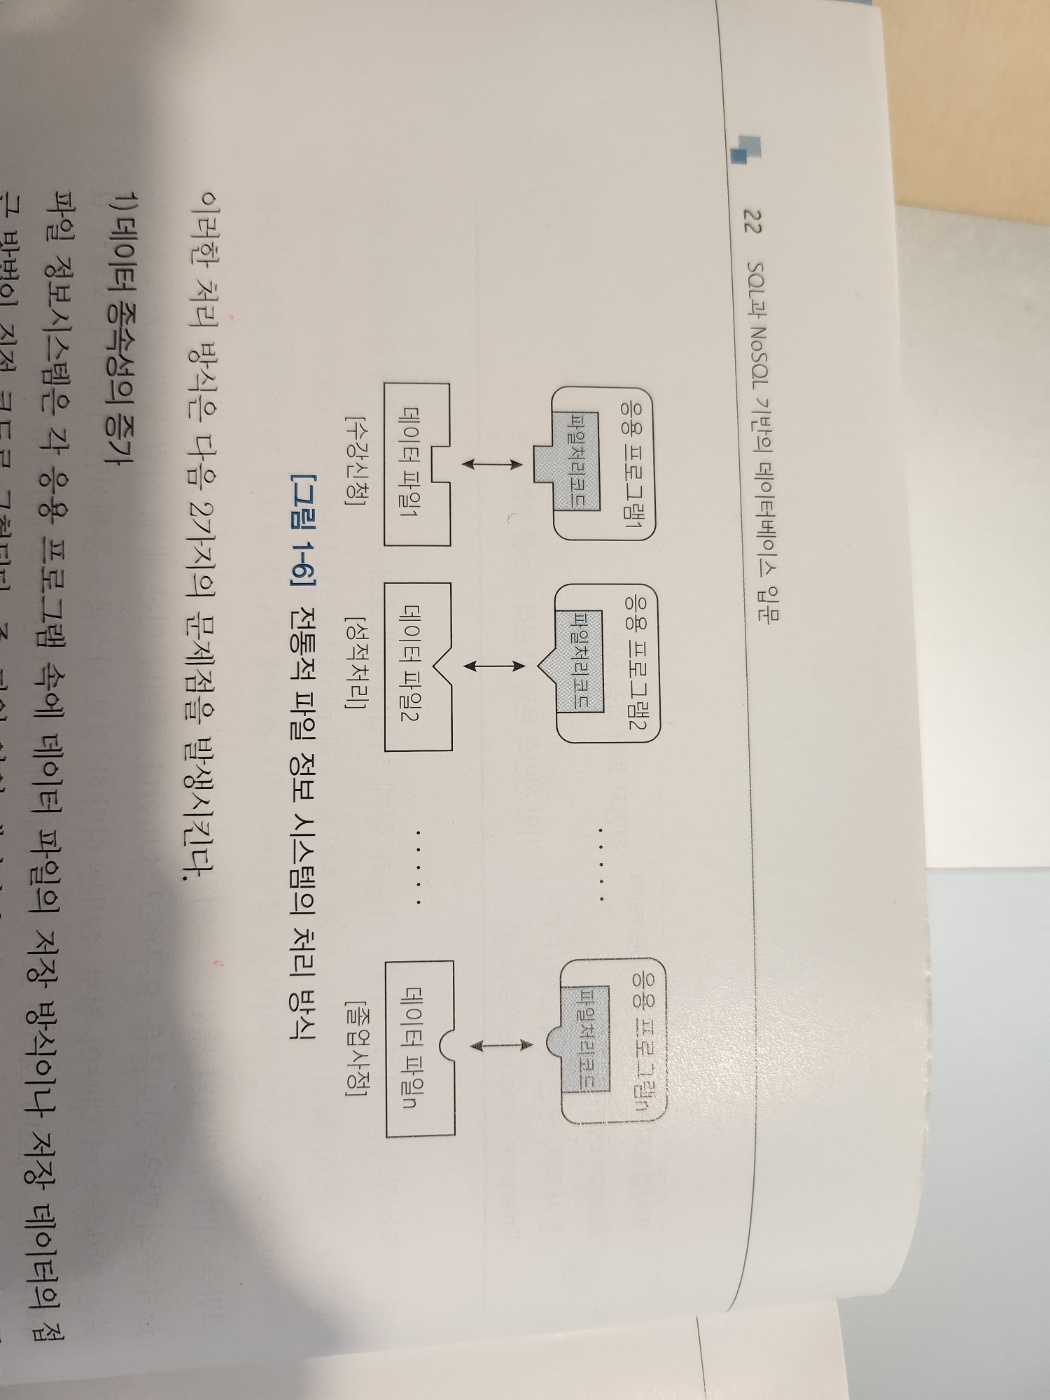 22 SQL과 NoSQL 기반의 데이터베이스 입문
응용 프로그램1 응용 프로그램2 응용 프로그램n
파일처리코드 파일처리코드 파일처리코드
· · · · ·
데이터 파일1 데이터 파일2 · · · · · 데이터 파일n
[수강신청] [성적처리] [졸업사정]
[그림 1-6] 전통적 파일 정보 시스템의 처리 방식
이러한 처리 방식은 다음 2가지의 문제점을 발생시킨다.
1) 데이터 종속성의 증가
파일 정보시스템은 각 응용 프로그램 속에 데이터 파일의 저장 방식이나 저장 데이터의 접
근 방법이 직접 코드로